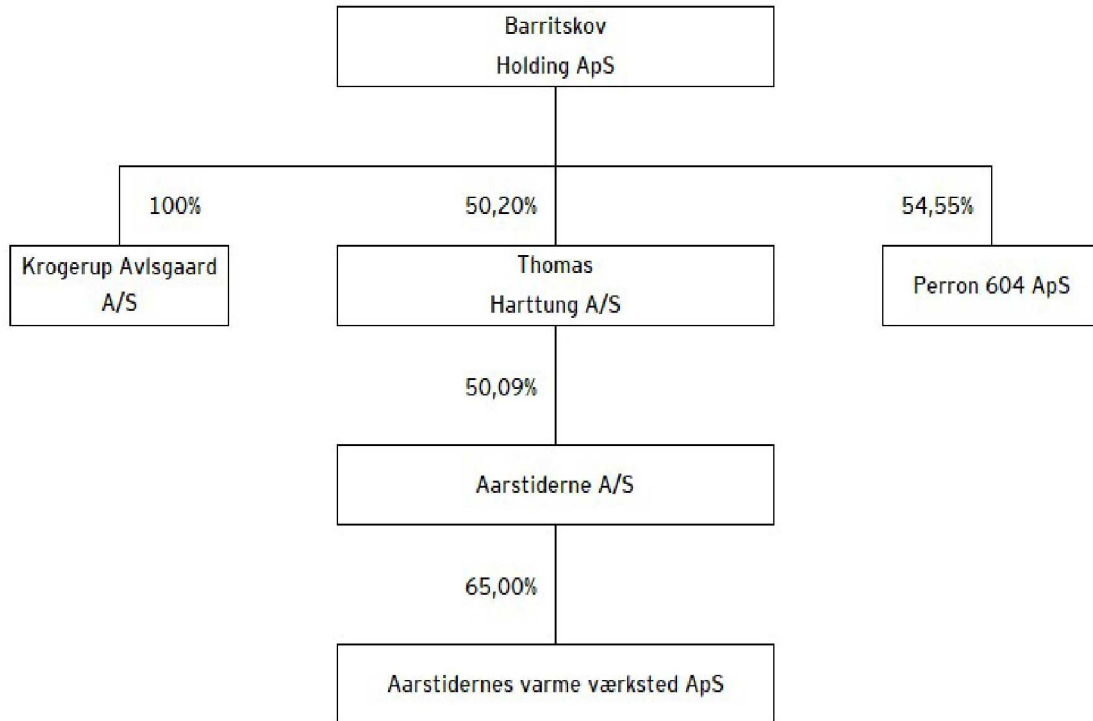 Barritskov
Holding ApS
100%
50,20%
54,55%
Krogerup Avlsgaard
A/S
Thomas
Harttung A/S
Perron 604 ApS
50,09%
Aarstiderne A/S
65,00%
Aarstidernes varme værksted ApS